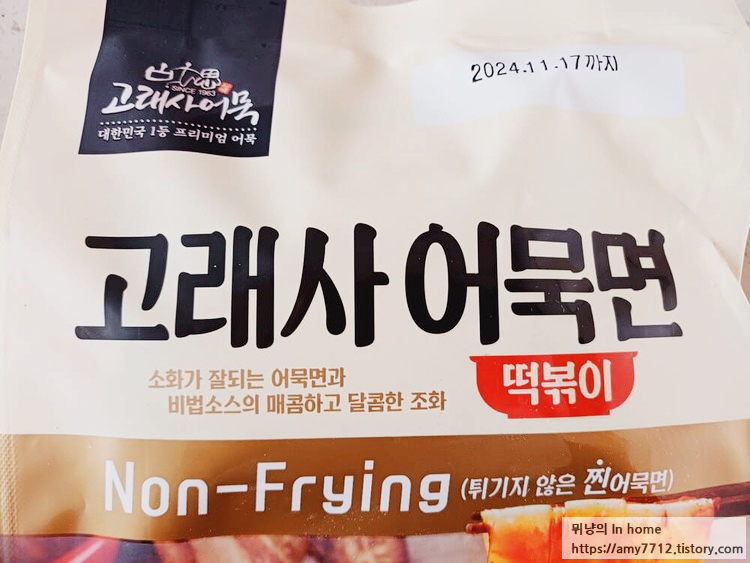 SINCE 1963
고래사어묵
대한민국 1등 프리미엄 어묵
2024.11.17까지
고래사 어묵면
떡볶이
소화가 잘되는 어묵면과
비법소스의 매콤하고 달콤한 조화
Non-Frying (튀기지 않은 찐어묵면)
뮈냥의 In home
https://amy7712.tistory.com